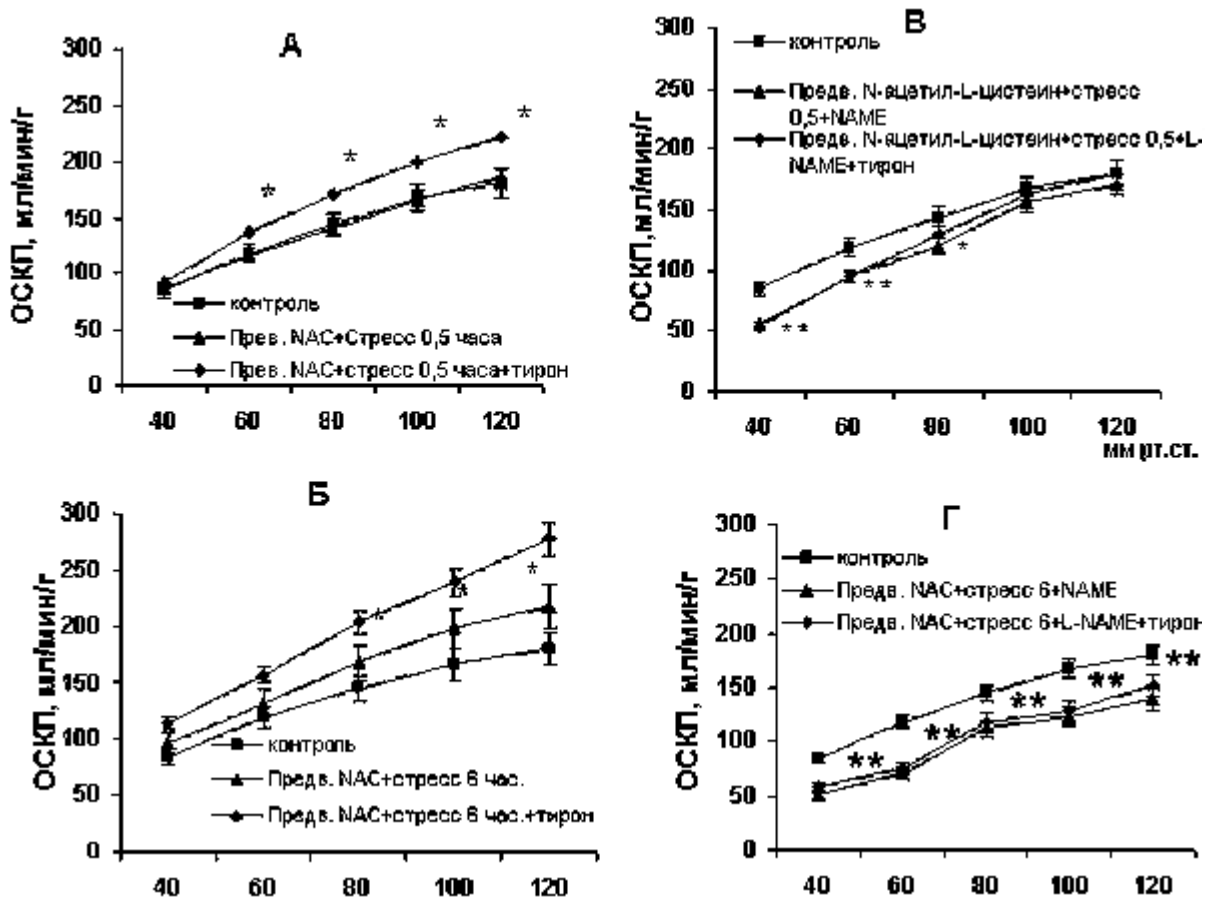 А
300
250
200
150
100
50
0
ОСКП, мл/мин/г
* * * *
контроль
Прев. NAC+Стресс 0,5 часа
Прев. NAC+стресс 0,5 часа+тирон
40 60 80 100 120
В
300
250
200
150
100
50
0
ОСКП,мл/мин/г
контроль
Предв. N-ацетил-L-цистеин+стресс
0,5+NAME
Предв. N-ацетил-L-цистеин+стресс 0,5+L-
NAME+тирон
** ** *
40 60 80 100 120
мм рт.ст.
Б
300
250
200
150
100
50
0
ОСКП, мл/мин/г
* * *
контроль
Предв. NAC+стресс 6 час.
Предв. NAC+стресс 6 час.+тирон
40 60 80 100 120
Г
300
250
200
150
100
50
0
ОСКП, мл/мин/г
контроль
Предв. NAC+стресс 6+NAME
Предв. NAC+стресс 6+L-NAME+тирон
** ** ** ** **
40 60 80 100 120